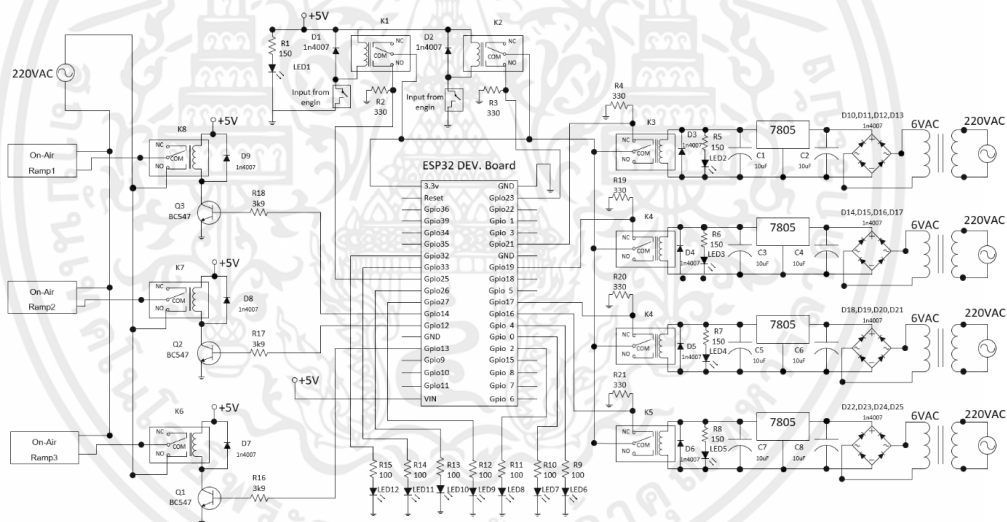 +5V
K1
K2
D1
1n4007
D2
1n4007
R1
150
NC
COM
NO
NC
COM
NO
LED1
Input from
engin
Input from
engin
R2
330
R3
330
220VAC
On-Air
Ramp1
K8
+5V
NC
COM
NO
D9
1n4007
Q3
BC547
R18
3k9
On-Air
Ramp2
K7
+5V
NC
COM
NO
D8
1n4007
Q2
BC547
R17
3k9
On-Air
Ramp3
K6
+5V
NC
COM
NO
D7
1n4007
Q1
BC547
R16
3k9
+5V
ESP32 DEV. Board
3.3v GND
Reset Gpio23
Gpio36 Gpio22
Gpio39 Gpio 1
Gpio34 Gpio 3
Gpio35 Gpio21
Gpio32 GND
Gpio33 Gpio19
Gpio25 Gpio18
Gpio26 Gpio 5
Gpio27 Gpio17
Gpio14 Gpio16
Gpio12 Gpio 4
GND Gpio 0
Gpio13 Gpio 2
Gpio9 Gpio15
Gpio10 Gpio 8
Gpio11 Gpio 7
VIN Gpio 6
R15 R14 R13 R12 R11 R10 R9
100 100 100 100 100 100 100
LED12 LED11 LED10 LED9 LED8 LED7 LED6
R4
330
K3
NC
COM
NO
D3
1n4007
R5
150
LED2
7805
C1
10uF
C2
10uF
D10,D11,D12,D13
1n4007
6VAC
220VAC
R19
330
K4
NC
COM
NO
D4
1n4007
R6
150
LED3
7805
C3
10uF
C4
10uF
D14,D15,D16,D17
1n4007
6VAC
220VAC
R20
330
K4
NC
COM
NO
D5
1n4007
R7
150
LED4
7805
C5
10uF
C6
10uF
D18,D19,D20,D21
1n4007
6VAC
220VAC
R21
330
K5
NC
COM
NO
D6
1n4007
R8
150
LED5
7805
C7
10uF
C8
10uF
D22,D23,D24,D25
1n4007
6VAC
220VAC